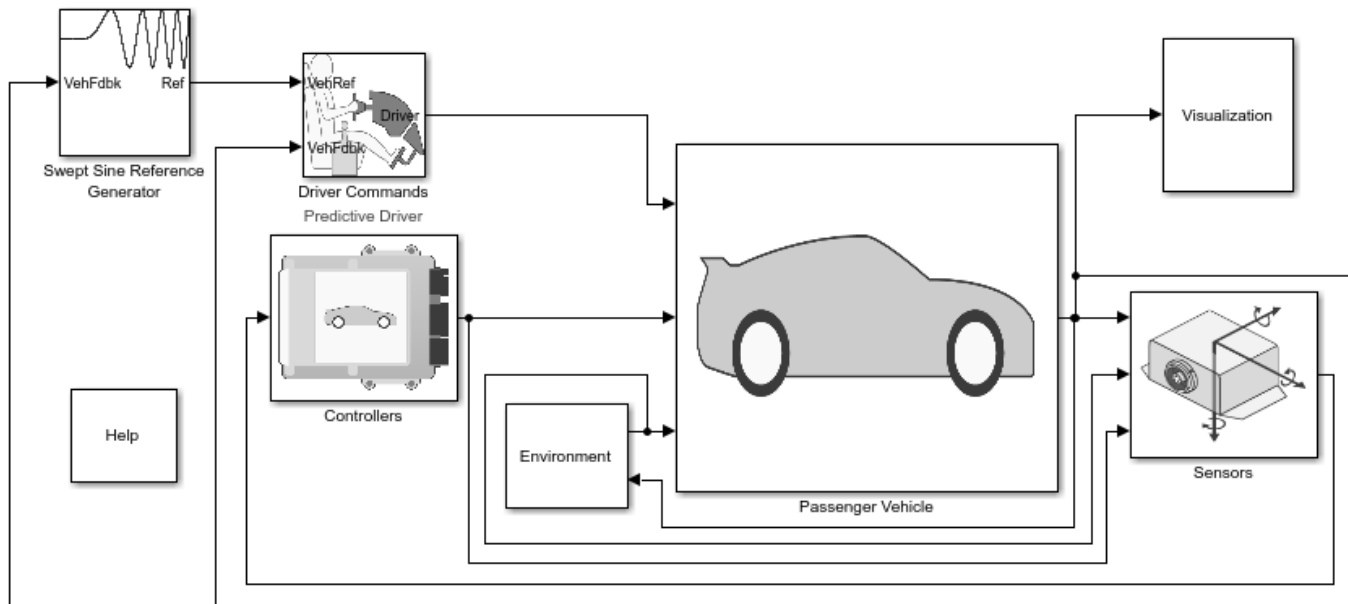 VehFdbk
Ref
Swept Sine Reference
Generator
VehRef
Driver
VehFdbk
Driver Commands
Predictive Driver
Visualization
Controllers
Help
Environment
Passenger Vehicle
Sensors